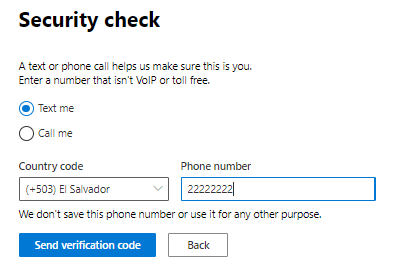 Security check
A text or phone call helps us make sure this is you.
Enter a number that isn't VoIP or toll free.
Text me
Call me
Country code
Phone number
(+503) El Salvador
22222222
We don't save this phone number or use it for any other purpose.
Send verification code
Back